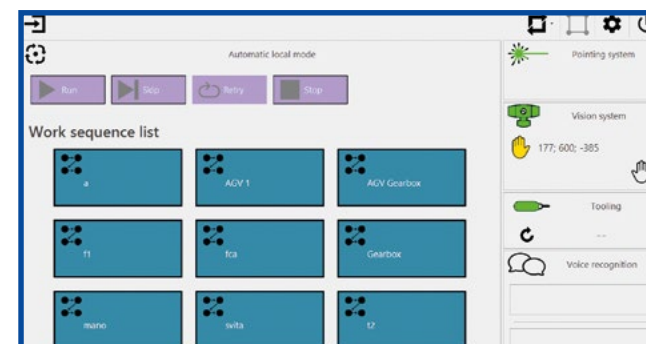 Automatic local mode
Run
Skip
Retry
Stop
Work sequence list
a
AGV 1
AGV Gearbox
f1
fca
Gearbox
mano
svita
t2
Pointing system
Vision system
177; 600; -385
Tooling
--
Voice recognition